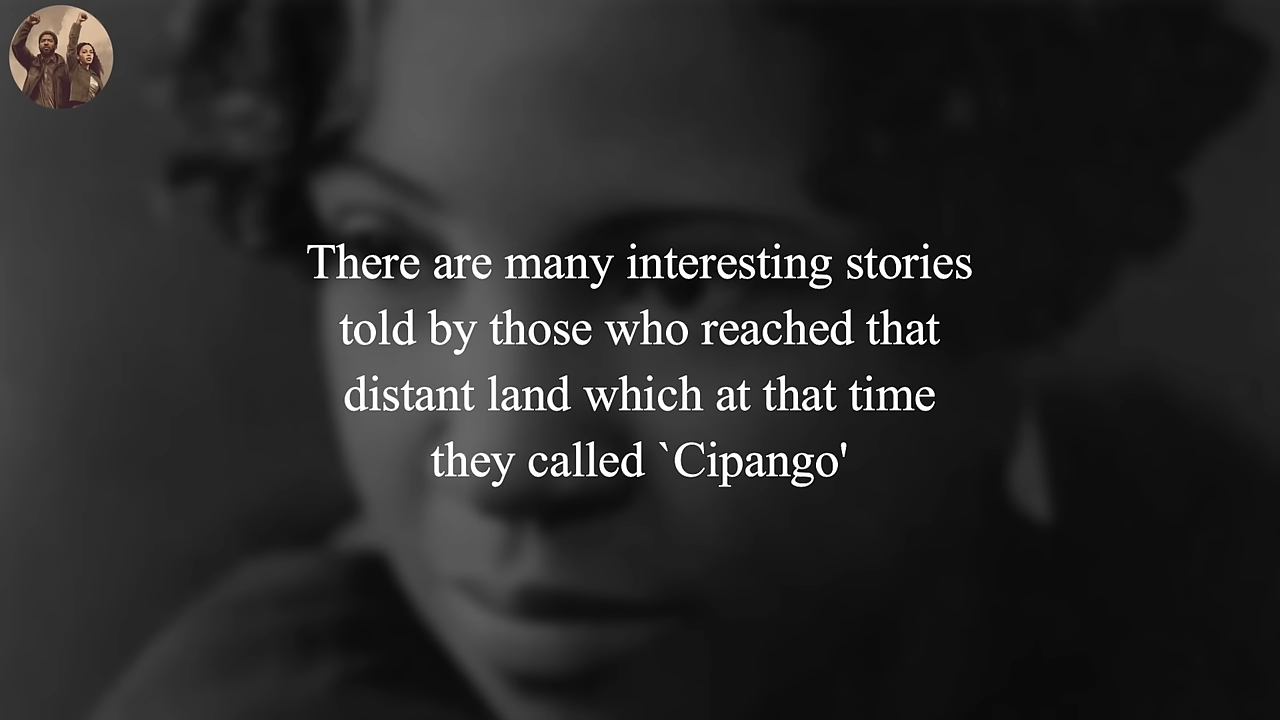 There are many interesting stories
told by those who reached that
distant land which at that time
they called `Cipango'